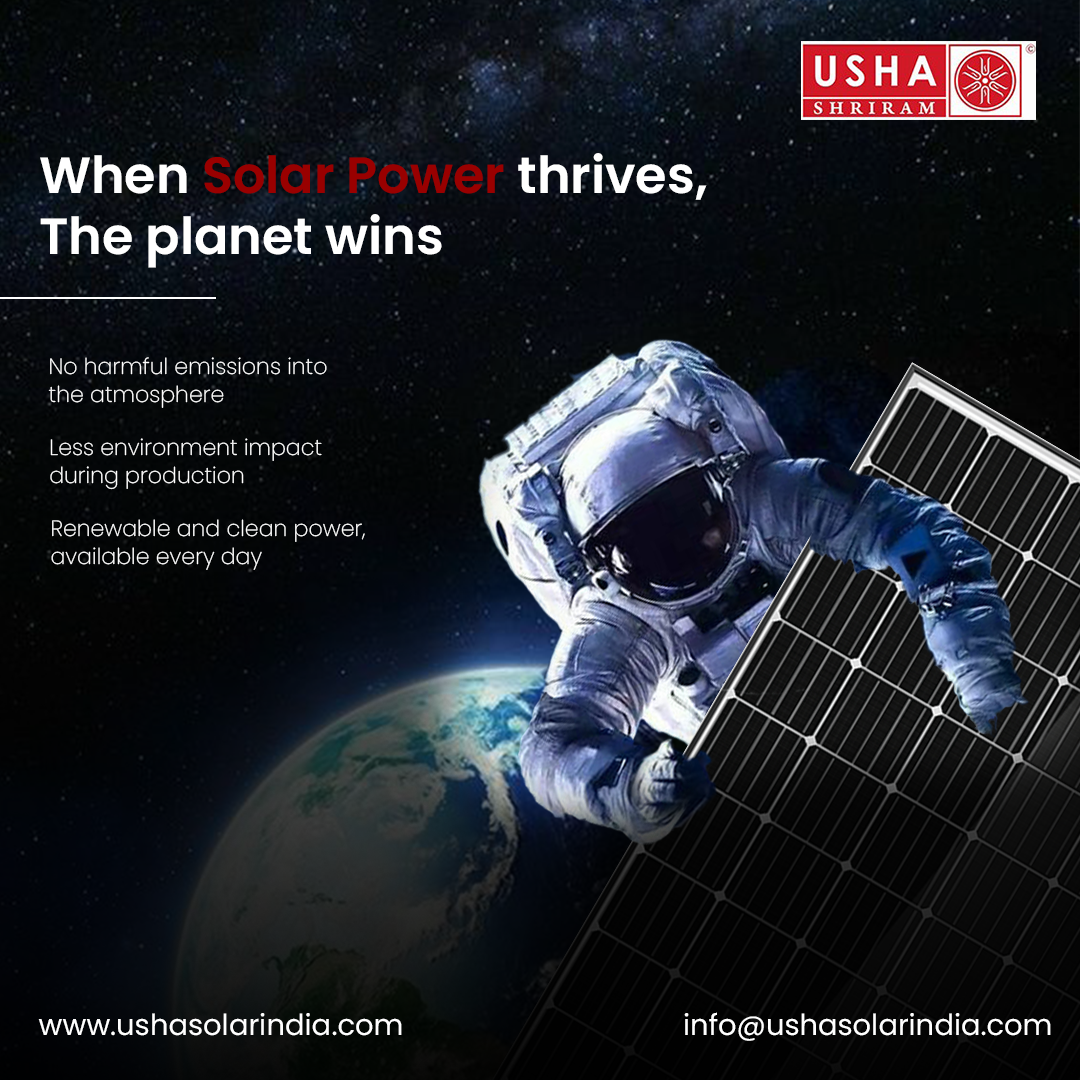 USHA
SHRIRAM
©
When Solar Power thrives,
The planet wins
No harmful emissions into
the atmosphere
Less environment impact
during production
Renewable and clean power,
available every day
www.ushasolarindia.com
info@ushasolarindia.com